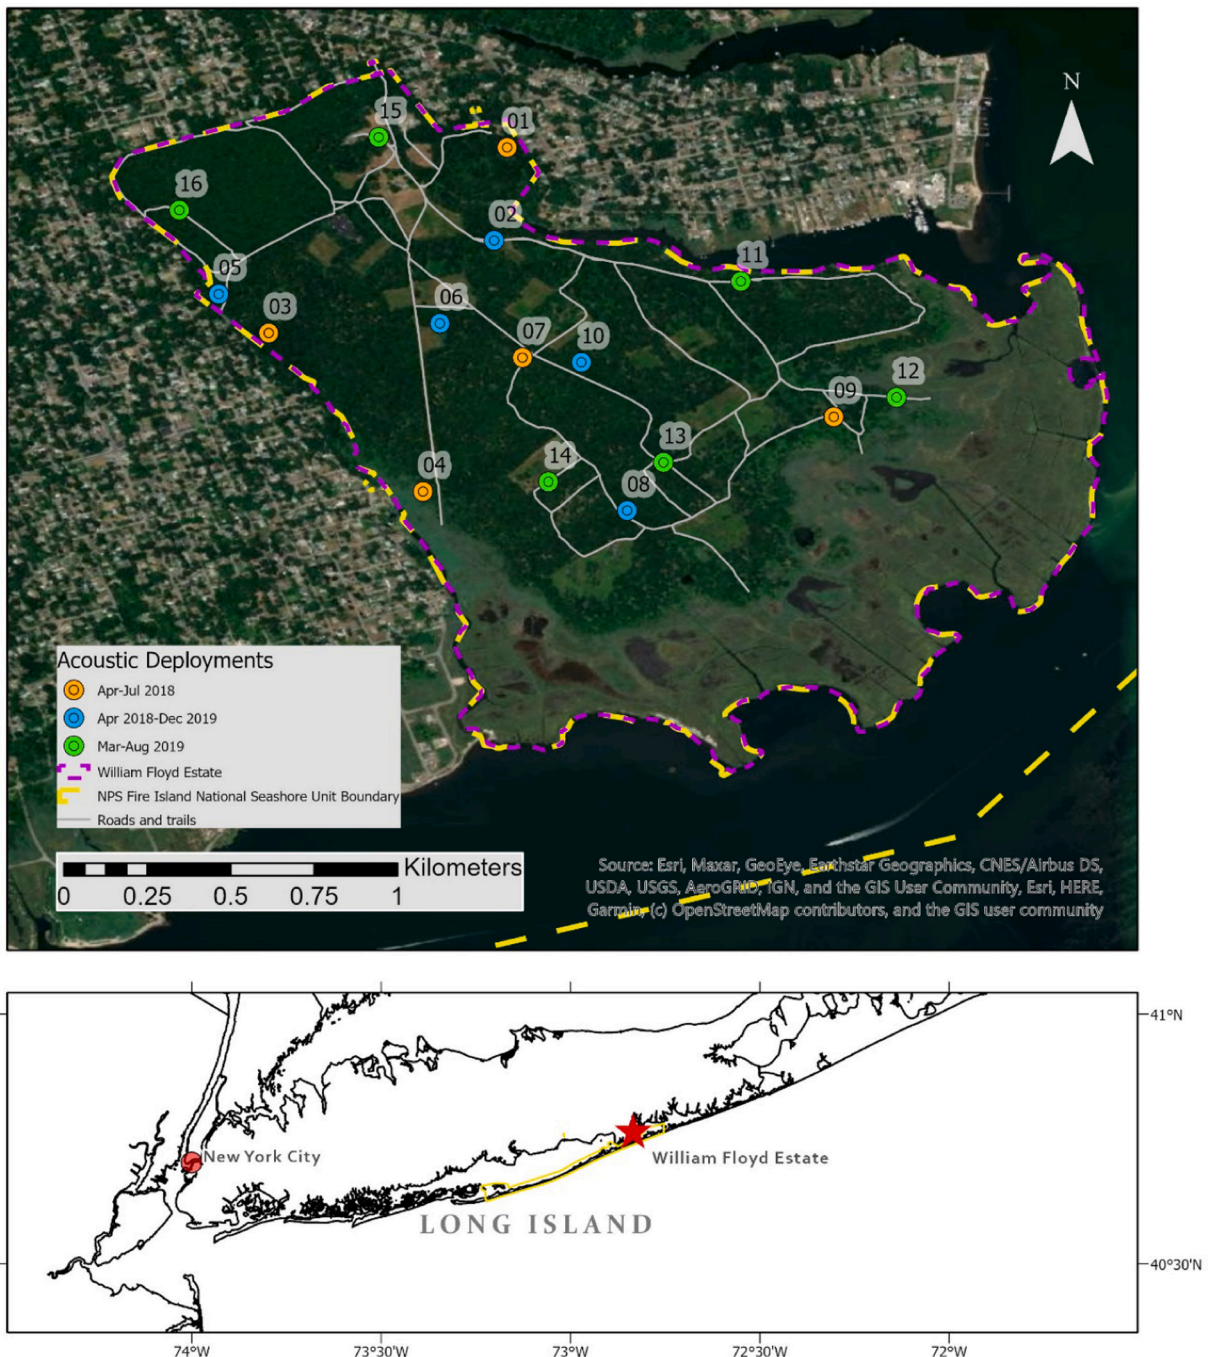 N
15
01
16
02
11
05
03
06
07
10
12
09
13
14
04
08
Acoustic Deployments
Apr-Jul 2018
Apr 2018-Dec 2019
Mar-Aug 2019
William Floyd Estate
NPS Fire Island National Seashore Unit Boundary
Roads and trails
Kilometers
0 0.25 0.5 0.75 1
Source: Esri, Maxar, GeoEye, Earthstar Geographics, CNES/Airbus DS,
USDA, USGS, AeroGRID, IGN, and the GIS User Community, Esri, HERE,
Garmin, (c) OpenStreetMap contributors, and the GIS user community
41°N
New York City
William Floyd Estate
LONG ISLAND
40°30'N
74°W 73°30'W 73°W 72°30'W 72°W